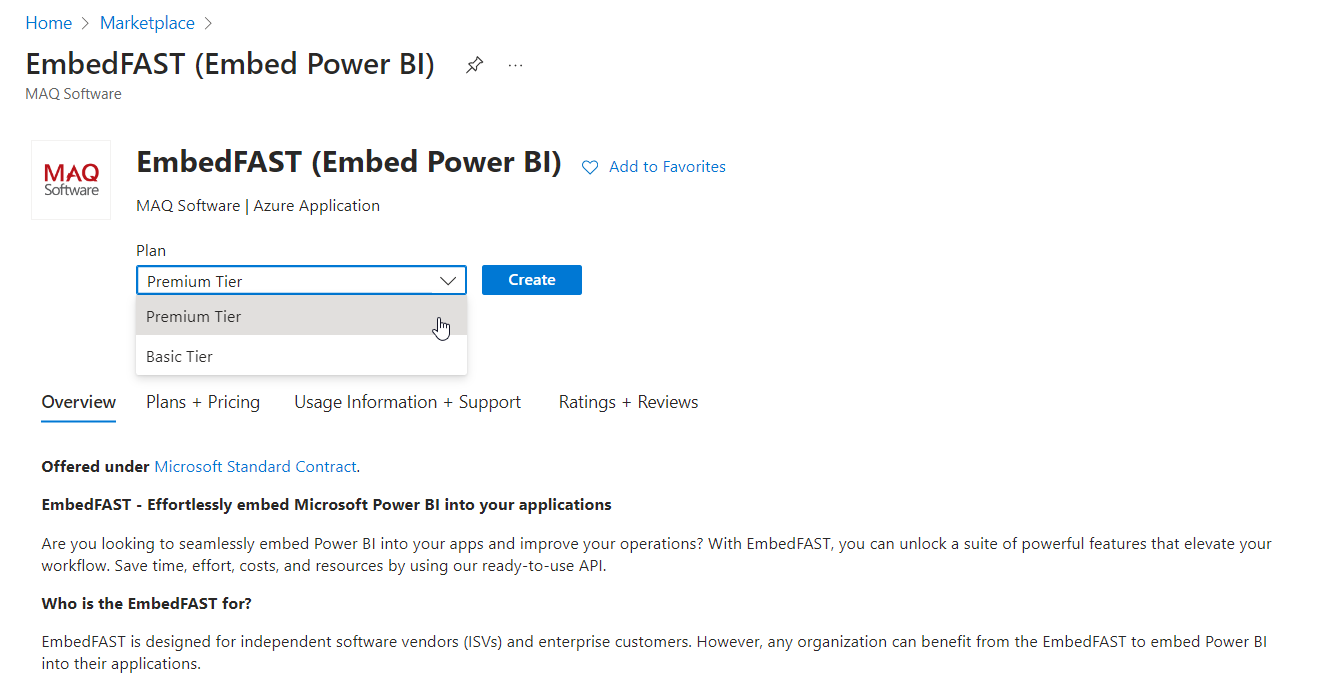 Home > Marketplace >
EmbedFAST (Embed Power BI) ...
MAQ Software
MAQ
Software
EmbedFAST (Embed Power BI) Add to Favorites
MAQ Software | Azure Application
Plan
Premium Tier Create
Premium Tier
Basic Tier
Overview Plans + Pricing Usage Information + Support Ratings + Reviews
Offered under Microsoft Standard Contract.
EmbedFAST - Effortlessly embed Microsoft Power BI into your applications
Are you looking to seamlessly embed Power BI into your apps and improve your operations? With EmbedFAST, you can unlock a suite of powerful features that elevate your
workflow. Save time, effort, costs, and resources by using our ready-to-use API.
Who is the EmbedFAST for?
EmbedFAST is designed for independent software vendors (ISVs) and enterprise customers. However, any organization can benefit from the EmbedFAST to embed Power BI
into their applications.